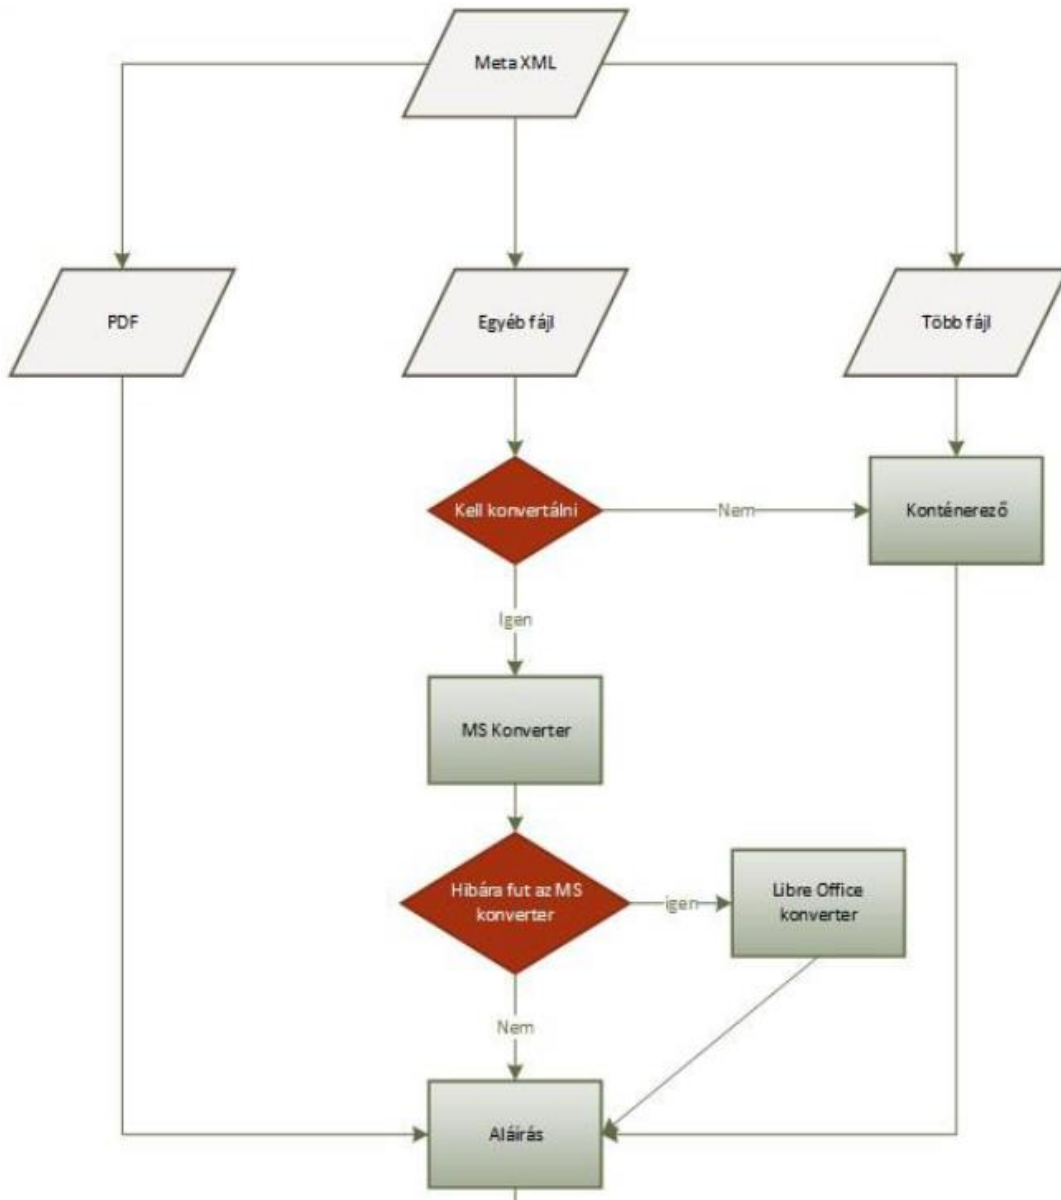 Meta XML
PDF
Egyéb fájl
Több fájl
Kell konvertálni
Nem
Konténerező
Igen
MS Konverter
Hibára fut az MS
konverter
igen
Libre Office
konverter
Nem
Aláírás